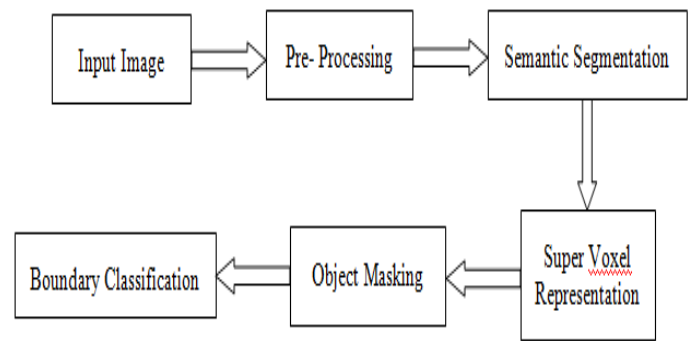 Input Image
Pre- Processing
Semantic Segmentation
Super Voxel
Representation
Object Masking
Boundary Classification